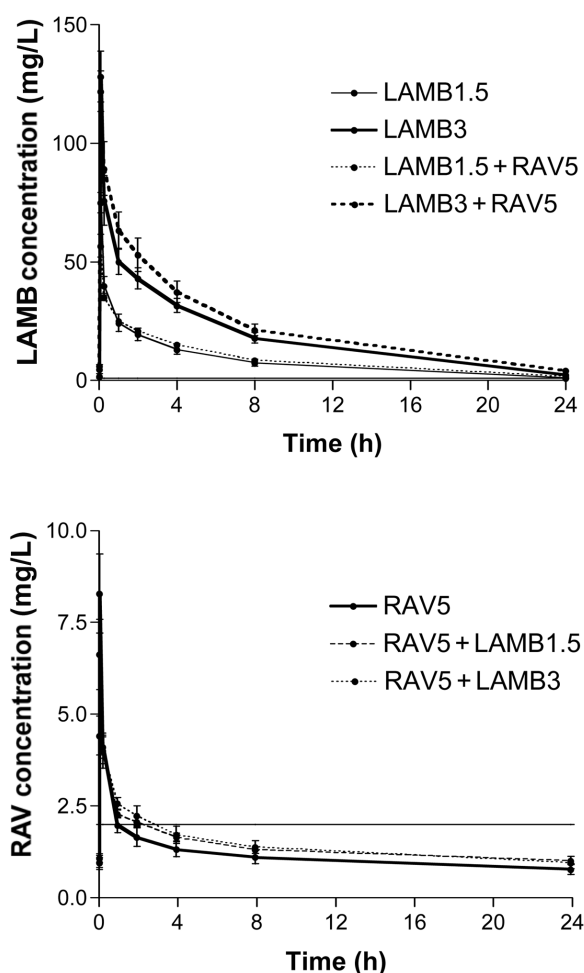 LAMB concentration (mg/L)
150
100
50
0
LAMB1.5
LAMB3
LAMB1.5 + RAV5
LAMB3 + RAV5
0 4 8 12 16 20 24
Time (h)
RAV concentration (mg/L)
10.0
7.5
5.0
2.5
0.0
RAV5
RAV5 + LAMB1.5
RAV5 + LAMB3
0 4 8 12 16 20 24
Time (h)